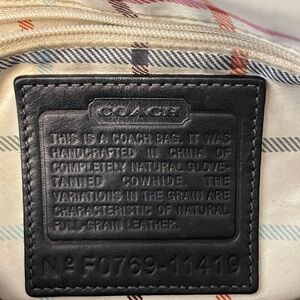 COACH
THIS IS A COACH BAG. IT WAS
HANDCRAFTED IN CHINA OF
COMPLETELY NATURAL GLOVE-
TANNED COWHIDE. THE
VARIATIONS IN THE GRAIN ARE
CHARACTERISTIC OF NATURAL
FULL GRAIN LEATHER.
Nº F0769-11419